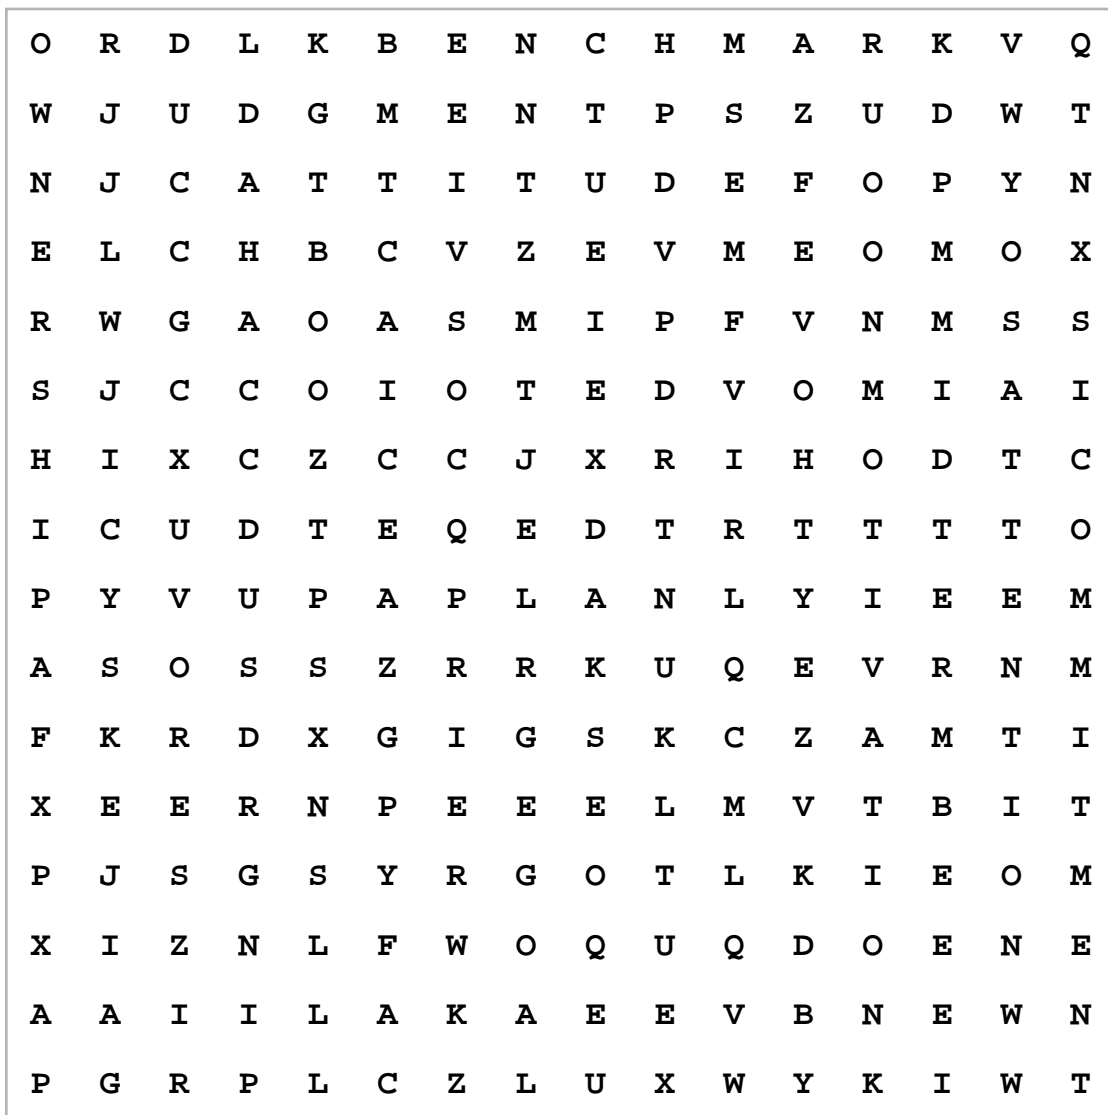 O R D L K B E N C H M A R K V Q
W J U D G M E N T P S Z U D W T
N J C A T T I T U D E F O P Y N
E L C H B C V Z E V M E O M O X
R W G A O A S M I P F V N M S S
S J C C O I O T E D V O M I A I
H I X C Z C C J X R I H O D T C
I C U D T E Q E D T R T T T T O
P Y V U P A P L A N L Y I E E M
A S O S S Z R R K U Q E V R N M
F K R D X G I G S K C Z A M T I
X E E R N P E E E L M V T B I T
P J S G S Y R G O T L K I E O M
X I Z N L F W O Q U Q D O E N E
A A I I L A K A E E V B N E W N
P G R P L C Z L U X W Y K I W T